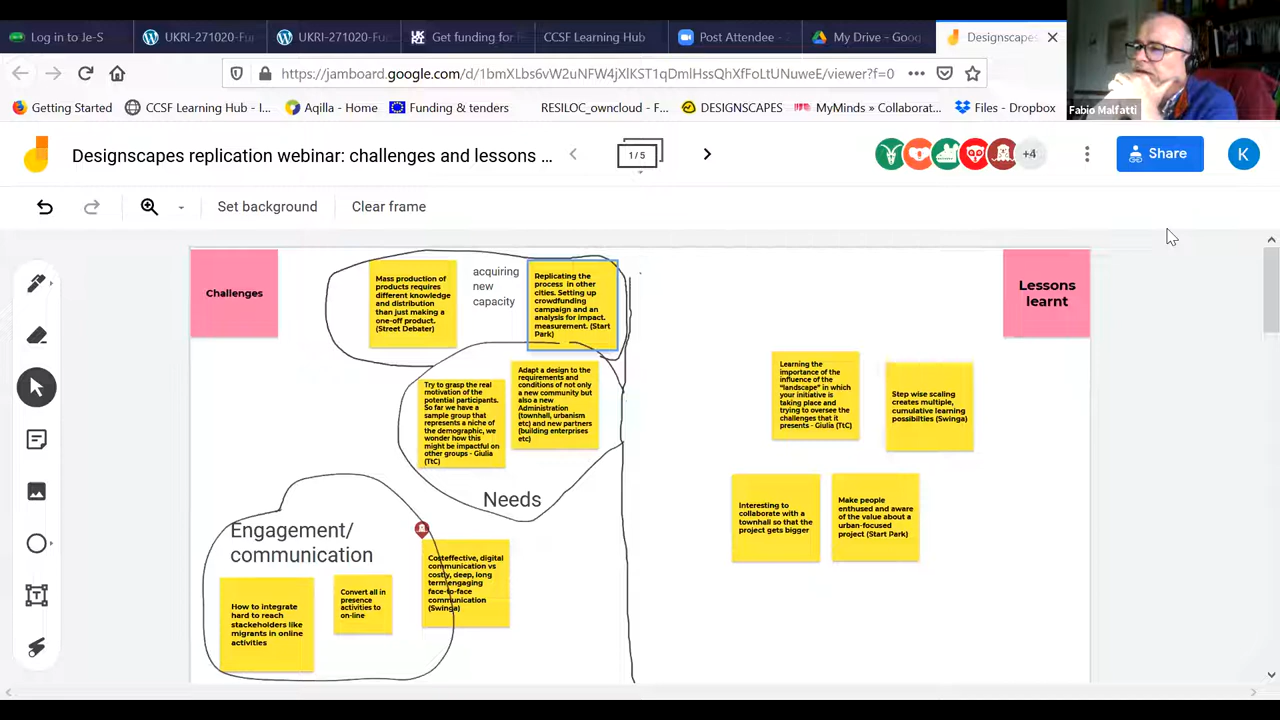 Log in to Je-S
UKRI-271020-Fu
UKRI-271020-Fu
Get funding for
CCSF Learning Hub
Post Attendee - Z
My Drive - Goog
Designscapes
https://jamboard.google.com/d/1bmXLbs6vW2uNFW4jXlKST1qDmlHssQhXfFoLtUNuweE/viewer?f=0
Fabio Malfatti
Getting Started
CCSF Learning Hub - I...
Aqilla - Home
Funding & tenders
RESILOC_owncloud - F...
DESIGNSCAPES
MyMinds » Collaborat...
Files - Dropbox
Designscapes replication webinar: challenges and lessons ...
1/5
+4
Share
K
Set background
Clear frame
Challenges
Mass production of
products requires
different knowledge
and distribution
than just making a
one-off product.
(Street Debater)
acquiring
new
capacity
Replicating the
process in other
cities. Setting up
crowdfunding
campaign and an
analysis for impact.
measurement. (Start
Park)
Lessons
learnt
Try to grasp the real
motivation of the
potential participants.
So far we have a
sample group that
represents a niche of
the demographic, we
wonder how this
might be impactful on
other groups - Giulia
(TtC)
Adapt a design to the
requirements and
conditions of not only
a new community but
also a new
Administration
(townhall, urbanism
etc) and new partners
(building enterprises
etc)
Needs
Learning the
importance of the
influence of the
"landscape" in which
your initiative is
taking place and
trying to oversee the
challenges that it
presents - Giulia (TtC)
Step wise scaling
creates multiple,
cumulative learning
possibilties (Swinga)
Interesting to
collaborate with a
townhall so that the
project gets bigger
Make people
enthused and aware
of the value about a
urban-focused
project (Start Park)
Engagement/
communication
How to integrate
hard to reach
stackeholders like
migrants in online
activities
Convert all in
presence
activities to
on-line
Costeffective, digital
communication vs
costly, deep, long
term engaging
face-to-face
communication
(Swinga)